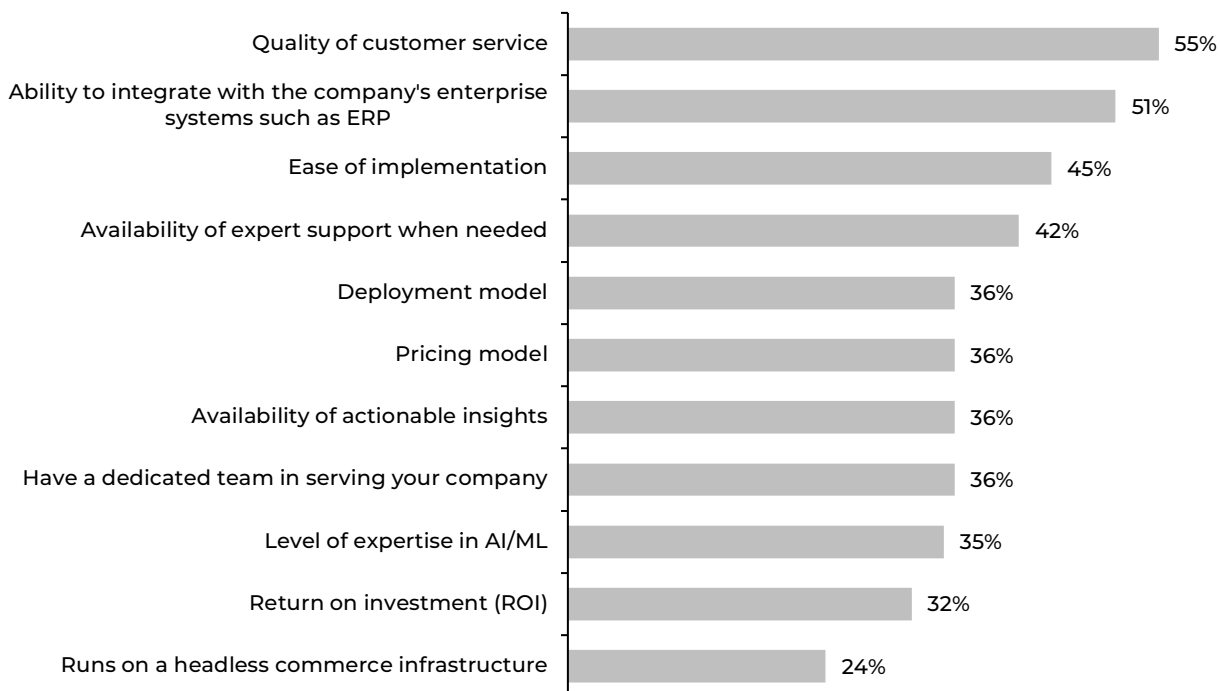 Quality of customer service 55%
Ability to integrate with the company's enterprise
systems such as ERP 51%
Ease of implementation 45%
Availability of expert support when needed 42%
Deployment model 36%
Pricing model 36%
Availability of actionable insights 36%
Have a dedicated team in serving your company 36%
Level of expertise in AI/ML 35%
Return on investment (ROI) 32%
Runs on a headless commerce infrastructure 24%